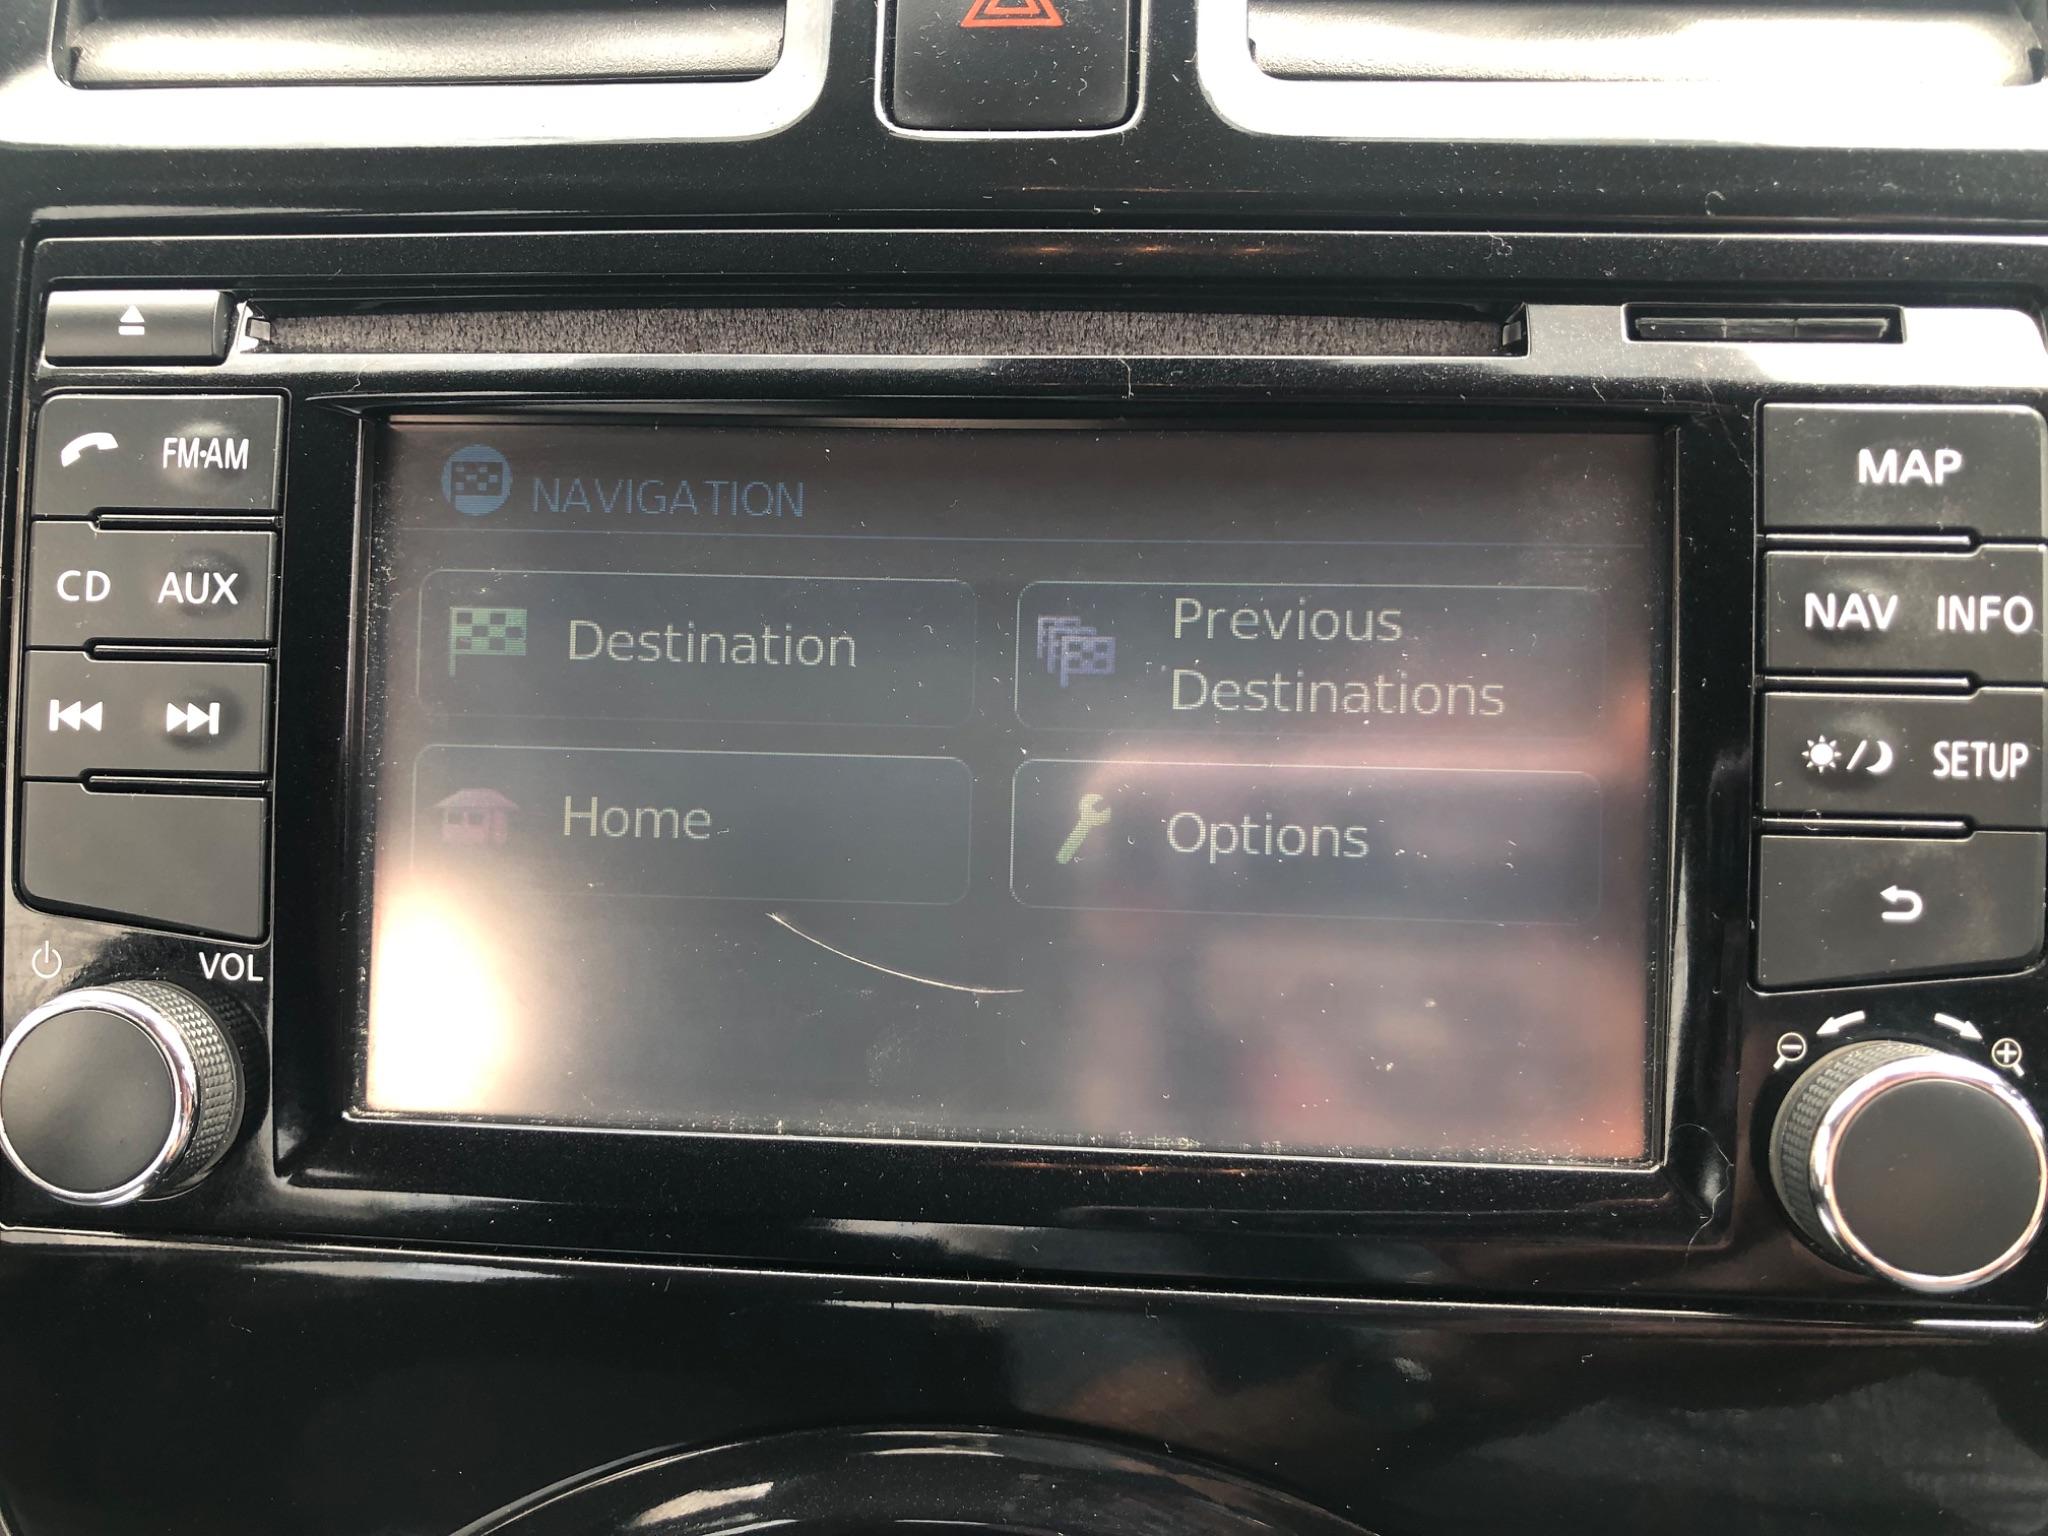 FM·AM
CD AUX
VOL
NAVIGATION
Destination
Previous
Destinations
Home
Options
MAP
NAV INFO
SETUP